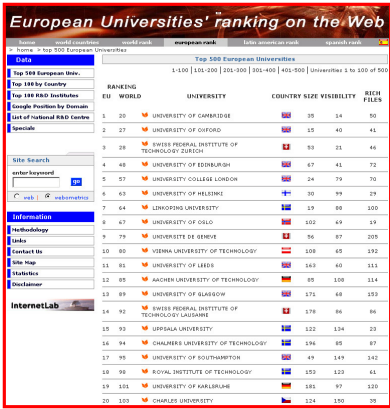 European Universities' ranking on the Web
home world countries world rank european rank latin american rank spanish rank
> home > european rank
Data
Top 500 European Univ.
Top 100 by Country
Top 100 R&D Institutes
Google Position by Domain
List of National R&D Centre
Specials
Site Search
enter keyword
go
web | webometrics
Information
Methodology
Links
Contact Us
Site Map
Statistics
Disclaimer
InternetLab
Top 500 European Universities
1-100 | 101-200 | 201-300 | 301-400 | 401-500 | Universities 1 to 100 of 500
RANKING
EU WORLD UNIVERSITY COUNTRY SIZE VISIBILITY RICH FILES
1 20 UNIVERSITY OF CAMBRIDGE 35 14 50
2 27 UNIVERSITY OF OXFORD 15 40 41
3 28 SWISS FEDERAL INSTITUTE OF TECHNOLOGY ZURICH 53 21 46
4 48 UNIVERSITY OF EDINBURGH 67 41 72
5 57 UNIVERSITY COLLEGE LONDON 24 79 70
6 63 UNIVERSITY OF HELSINKI 30 99 29
7 64 LINKOPING UNIVERSITY 19 88 100
8 67 UNIVERSITY OF OSLO 102 69 19
9 79 UNIVERSITE DE GENEVE 56 87 205
10 80 VIENNA UNIVERSITY OF TECHNOLOGY 108 65 192
11 81 UNIVERSITY OF LEEDS 163 60 111
12 85 AACHEN UNIVERSITY OF TECHNOLOGY 85 108 114
13 89 UNIVERSITY OF GLASGOW 171 68 153
14 92 SWISS FEDERAL INSTITUTE OF TECHNOLOGY LAUSANNE 178 86 86
15 93 UPPSALA UNIVERSITY 122 134 23
16 94 CHALMERS UNIVERSITY OF TECHNOLOGY 196 85 87
17 95 UNIVERSITY OF SOUTHAMPTON 49 149 142
18 98 ROYAL INSTITUTE OF TECHNOLOGY 153 123 61
19 101 UNIVERSITY OF KARLSRUHE 181 97 120
20 103 CHARLES UNIVERSITY 124 150 35